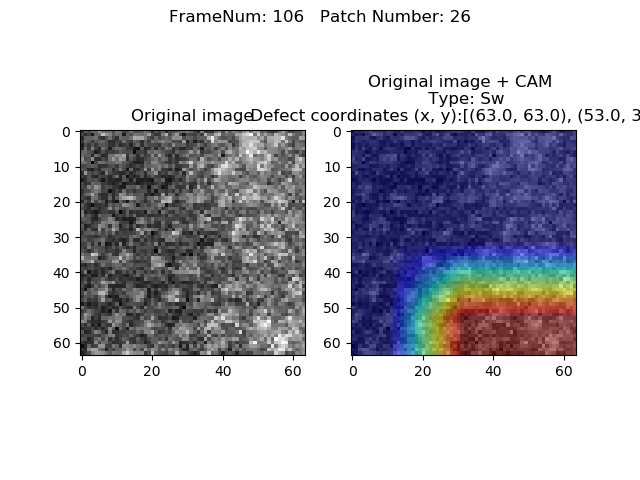 FrameNum: 106   Patch Number: 26
Original image
Original image + CAM
Type: Sw
Defect coordinates (x, y):[(63.0, 63.0), (53.0, 3
0
10
20
30
40
50
60
0 20 40 60
0
10
20
30
40
50
60
0 20 40 60